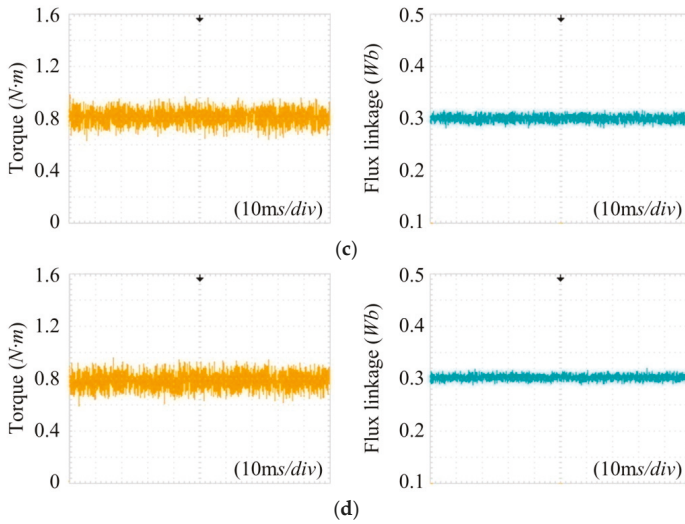 1.6
1.2
0.8
0.4
0
Torque (N·m)
(10ms/div)
0.5
0.4
0.3
0.2
0.1
Flux linkage (Wb)
(10ms/div)
(c)
1.6
1.2
0.8
0.4
0
Torque (N·m)
(10ms/div)
0.5
0.4
0.3
0.2
0.1
Flux linkage (Wb)
(10ms/div)
(d)